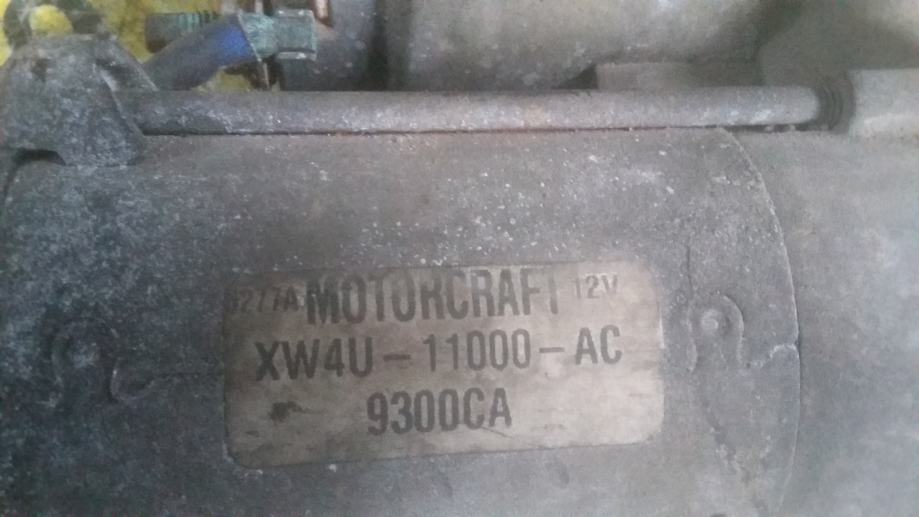 MOTORCRAFT 12V
XW4U-11000-AC
9300CA